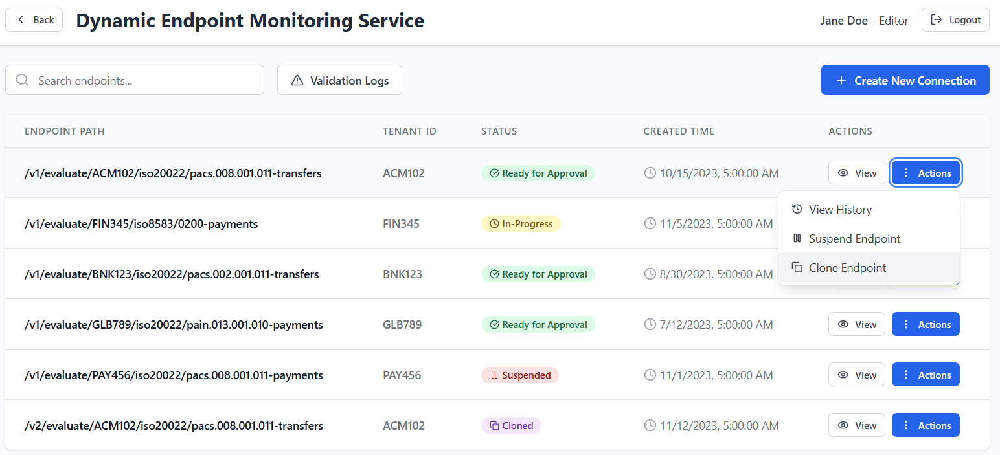 Back Dynamic Endpoint Monitoring Service Jane Doe - Editor Logout
Search endpoints... Validation Logs Create New Connection
ENDPOINT PATH TENANT ID STATUS CREATED TIME ACTIONS
/v1/evaluate/ACM102/iso20022/pacs.008.001.011-transfers ACM102 Ready for Approval 10/15/2023, 5:00:00 AM View Actions
View History
/v1/evaluate/FIN345/iso8583/0200-payments FIN345 In-Progress 11/5/2023, 5:00:00 AM
Suspend Endpoint
Clone Endpoint
/v1/evaluate/BNK123/iso20022/pacs.002.001.011-transfers BNK123 Ready for Approval 8/30/2023, 5:00:00 AM
/v1/evaluate/GLB789/iso20022/pain.013.001.010-payments GLB789 Ready for Approval 7/12/2023, 5:00:00 AM View Actions
/v1/evaluate/PAY456/iso20022/pacs.008.001.011-payments PAY456 Suspended 11/1/2023, 5:00:00 AM View Actions
/v2/evaluate/ACM102/iso20022/pacs.008.001.011-transfers ACM102 Cloned 11/12/2023, 5:00:00 AM View Actions